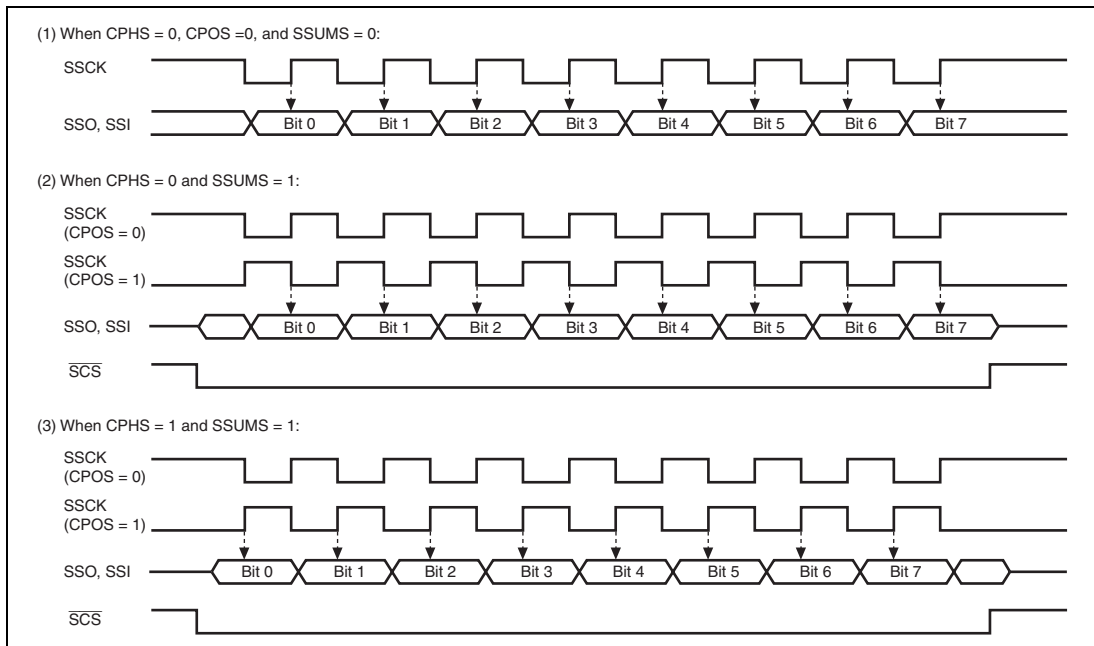 (1) When CPHS = 0, CPOS =0, and SSUMS = 0:
SSCK
SSO, SSI
Bit 0 Bit 1 Bit 2 Bit 3 Bit 4 Bit 5 Bit 6 Bit 7
(2) When CPHS = 0 and SSUMS = 1:
SSCK
(CPOS = 0)
SSCK
(CPOS = 1)
SSO, SSI
Bit 0 Bit 1 Bit 2 Bit 3 Bit 4 Bit 5 Bit 6 Bit 7
SCS
(3) When CPHS = 1 and SSUMS = 1:
SSCK
(CPOS = 0)
SSCK
(CPOS = 1)
SSO, SSI
Bit 0 Bit 1 Bit 2 Bit 3 Bit 4 Bit 5 Bit 6 Bit 7
SCS